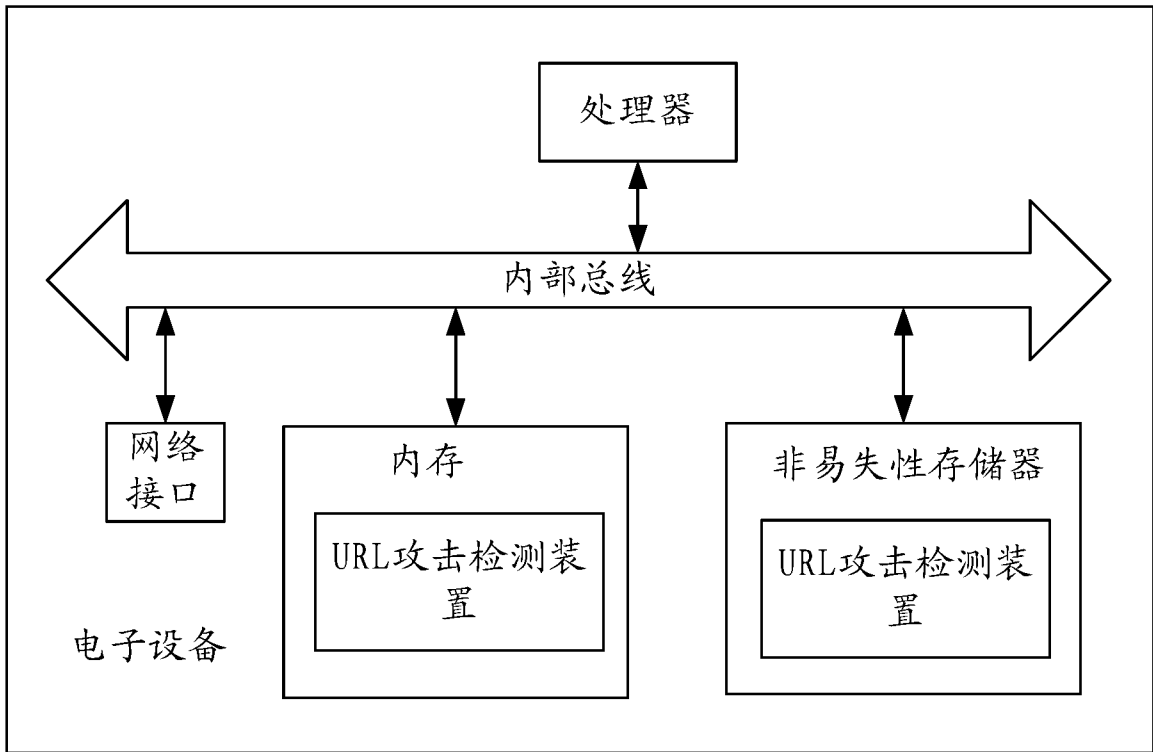 处理器
内部总线
网络
接口
内存
URL攻击检测装
置
非易失性存储器
URL攻击检测装
置
电子设备